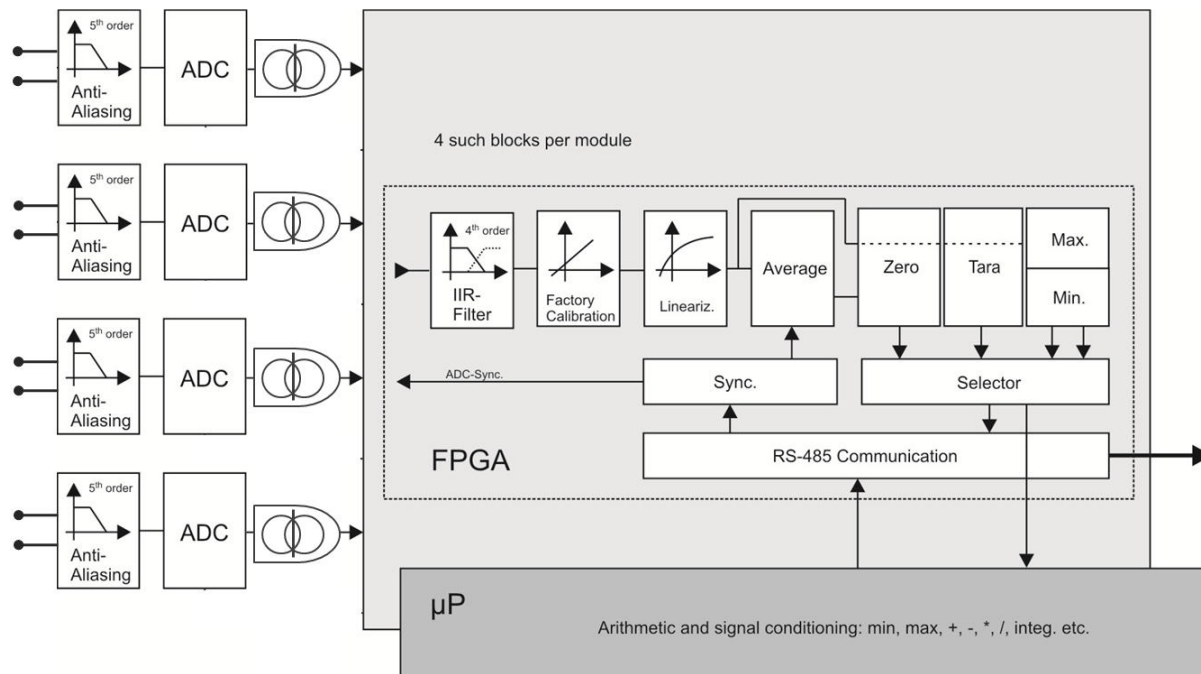 5th order
Anti-
Aliasing
ADC
5th order
Anti-
Aliasing
ADC
5th order
Anti-
Aliasing
ADC
5th order
Anti-
Aliasing
ADC
4 such blocks per module
4th order
IIR-
Filter
Factory
Calibration
Lineariz.
Average
Zero
Tara
Max.
Min.
ADC-Sync.
Sync.
Selector
FPGA
RS-485 Communication
µP
Arithmetic and signal conditioning: min, max, +, -, *, /, integ. etc.